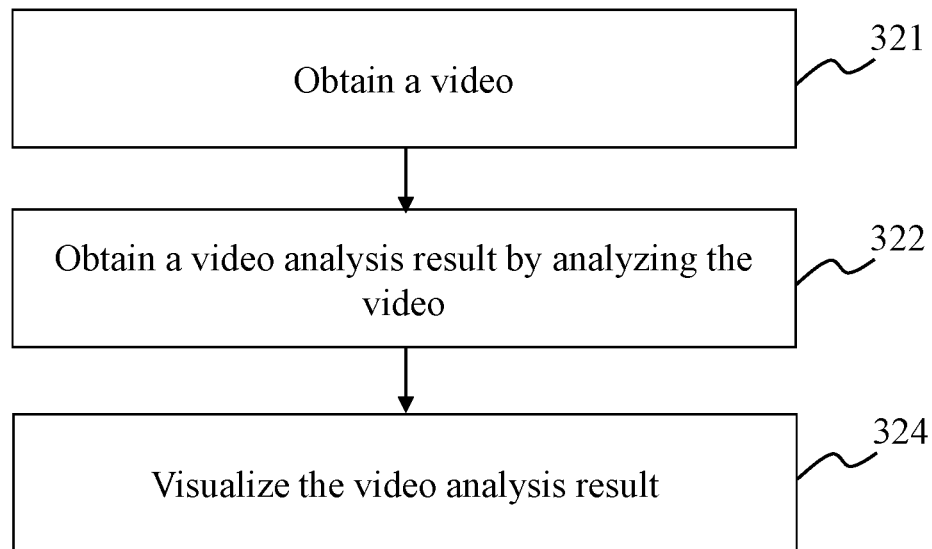 321
Obtain a video
322
Obtain a video analysis result by analyzing the
video
324
Visualize the video analysis result